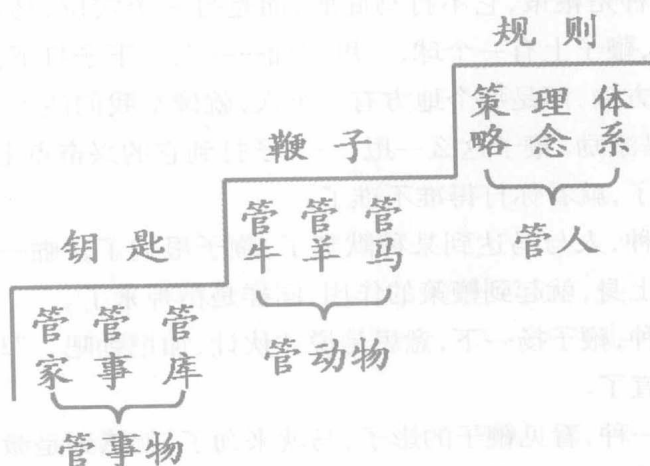 规则
策略 理念 体系
管人
鞭子
管牛 管羊 管马
管动物
钥匙
管家 管事 管库
管事物